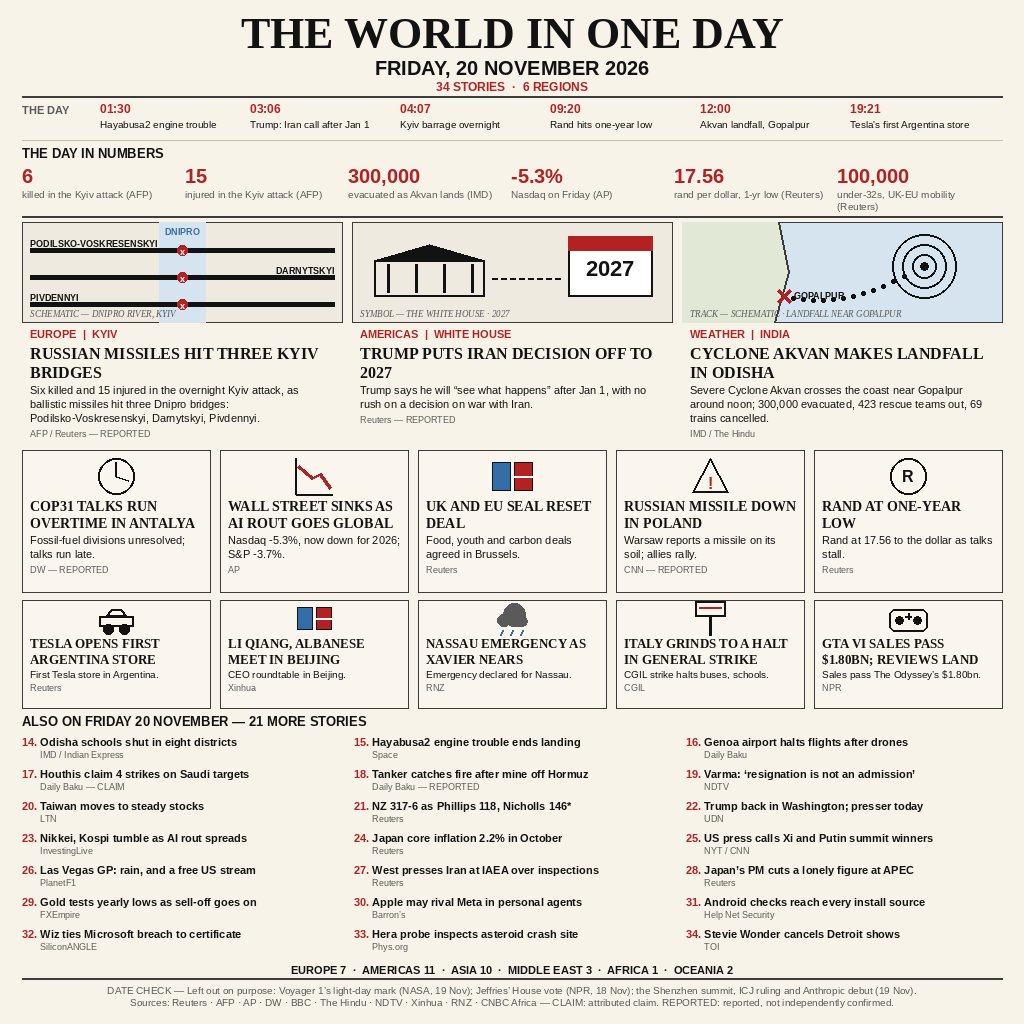 THE WORLD IN ONE DAY
FRIDAY, 20 NOVEMBER 2026
34 STORIES · 6 REGIONS
THE DAY
01:30
Hayabusa2 engine trouble
03:06
Trump: Iran call after Jan 1
04:07
Kyiv barrage overnight
09:20
Rand hits one-year low
12:00
Akvan landfall, Gopalpur
19:21
Tesla's first Argentina store
THE DAY IN NUMBERS
6
killed in the Kyiv attack (AFP)
15
injured in the Kyiv attack (AFP)
300,000
evacuated as Akvan lands (IMD)
-5.3%
Nasdaq on Friday (AP)
17.56
rand per dollar, 1-yr low (Reuters)
100,000
under-32s, UK-EU mobility
(Reuters)
DNIPRO
PODILSKO-VOSKRESENSKYI
x
DARNYTSKYI
x
PIVDENNYI
x
SCHEMATIC — DNIPRO RIVER, KYIV
EUROPE | KYIV
RUSSIAN MISSILES HIT THREE KYIV
BRIDGES
Six killed and 15 injured in the overnight Kyiv attack, as
ballistic missiles hit three Dnipro bridges:
Podilsko-Voskresenskyi, Darnytskyi, Pivdennyi.
AFP / Reuters — REPORTED
2027
SYMBOL — THE WHITE HOUSE · 2027
AMERICAS | WHITE HOUSE
TRUMP PUTS IRAN DECISION OFF TO
2027
Trump says he will “see what happens” after Jan 1, with no
rush on a decision on war with Iran.
Reuters — REPORTED
GOPALPUR
TRACK — SCHEMATIC · LANDFALL NEAR GOPALPUR
WEATHER | INDIA
CYCLONE AKVAN MAKES LANDFALL
IN ODISHA
Severe Cyclone Akvan crosses the coast near Gopalpur
around noon; 300,000 evacuated, 423 rescue teams out, 69
trains cancelled.
IMD / The Hindu
COP31 TALKS RUN
OVERTIME IN ANTALYA
Fossil-fuel divisions unresolved;
talks run late.
DW — REPORTED
WALL STREET SINKS AS
AI ROUT GOES GLOBAL
Nasdaq -5.3%, now down for 2026;
S&P -3.7%.
AP
UK AND EU SEAL RESET
DEAL
Food, youth and carbon deals
agreed in Brussels.
Reuters
!
RUSSIAN MISSILE DOWN
IN POLAND
Warsaw reports a missile on its
soil; allies rally.
CNN — REPORTED
R
RAND AT ONE-YEAR
LOW
Rand at 17.56 to the dollar as talks
stall.
Reuters
TESLA OPENS FIRST
ARGENTINA STORE
First Tesla store in Argentina.
Reuters
LI QIANG, ALBANESE
MEET IN BEIJING
CEO roundtable in Beijing.
Xinhua
NASSAU EMERGENCY AS
XAVIER NEARS
Emergency declared for Nassau.
RNZ
ITALY GRINDS TO A HALT
IN GENERAL STRIKE
CGIL strike halts buses, schools.
CGIL
GTA VI SALES PASS
$1.80BN; REVIEWS LAND
Sales pass The Odyssey's $1.80bn.
NPR
ALSO ON FRIDAY 20 NOVEMBER — 21 MORE STORIES
14. Odisha schools shut in eight districts
IMD / Indian Express
15. Hayabusa2 engine trouble ends landing
Space
16. Genoa airport halts flights after drones
Daily Baku
17. Houthis claim 4 strikes on Saudi targets
Daily Baku — CLAIM
18. Tanker catches fire after mine off Hormuz
Daily Baku — REPORTED
19. Varma: ‘resignation is not an admission’
NDTV
20. Taiwan moves to steady stocks
LTN
21. NZ 317-6 as Phillips 118, Nicholls 146*
Reuters
22. Trump back in Washington; presser today
UDN
23. Nikkei, Kospi tumble as AI rout spreads
InvestingLive
24. Japan core inflation 2.2% in October
Reuters
25. US press calls Xi and Putin summit winners
NYT / CNN
26. Las Vegas GP: rain, and a free US stream
PlanetF1
27. West presses Iran at IAEA over inspections
Reuters
28. Japan's PM cuts a lonely figure at APEC
Reuters
29. Gold tests yearly lows as sell-off goes on
FXEmpire
30. Apple may rival Meta in personal agents
Barron's
31. Android checks reach every install source
Help Net Security
32. Wiz ties Microsoft breach to certificate
SiliconANGLE
33. Hera probe inspects asteroid crash site
Phys.org
34. Stevie Wonder cancels Detroit shows
TOI
EUROPE 7 · AMERICAS 11 · ASIA 10 · MIDDLE EAST 3 · AFRICA 1 · OCEANIA 2
DATE CHECK — Left out on purpose: Voyager 1's light-day mark (NASA, 19 Nov); Jeffries' House vote (NPR, 18 Nov); the Shenzhen summit, ICJ ruling and Anthropic debut (19 Nov).
Sources: Reuters · AFP · AP · DW · BBC · The Hindu · NDTV · Xinhua · RNZ · CNBC Africa — CLAIM: attributed claim. REPORTED: reported, not independently confirmed.